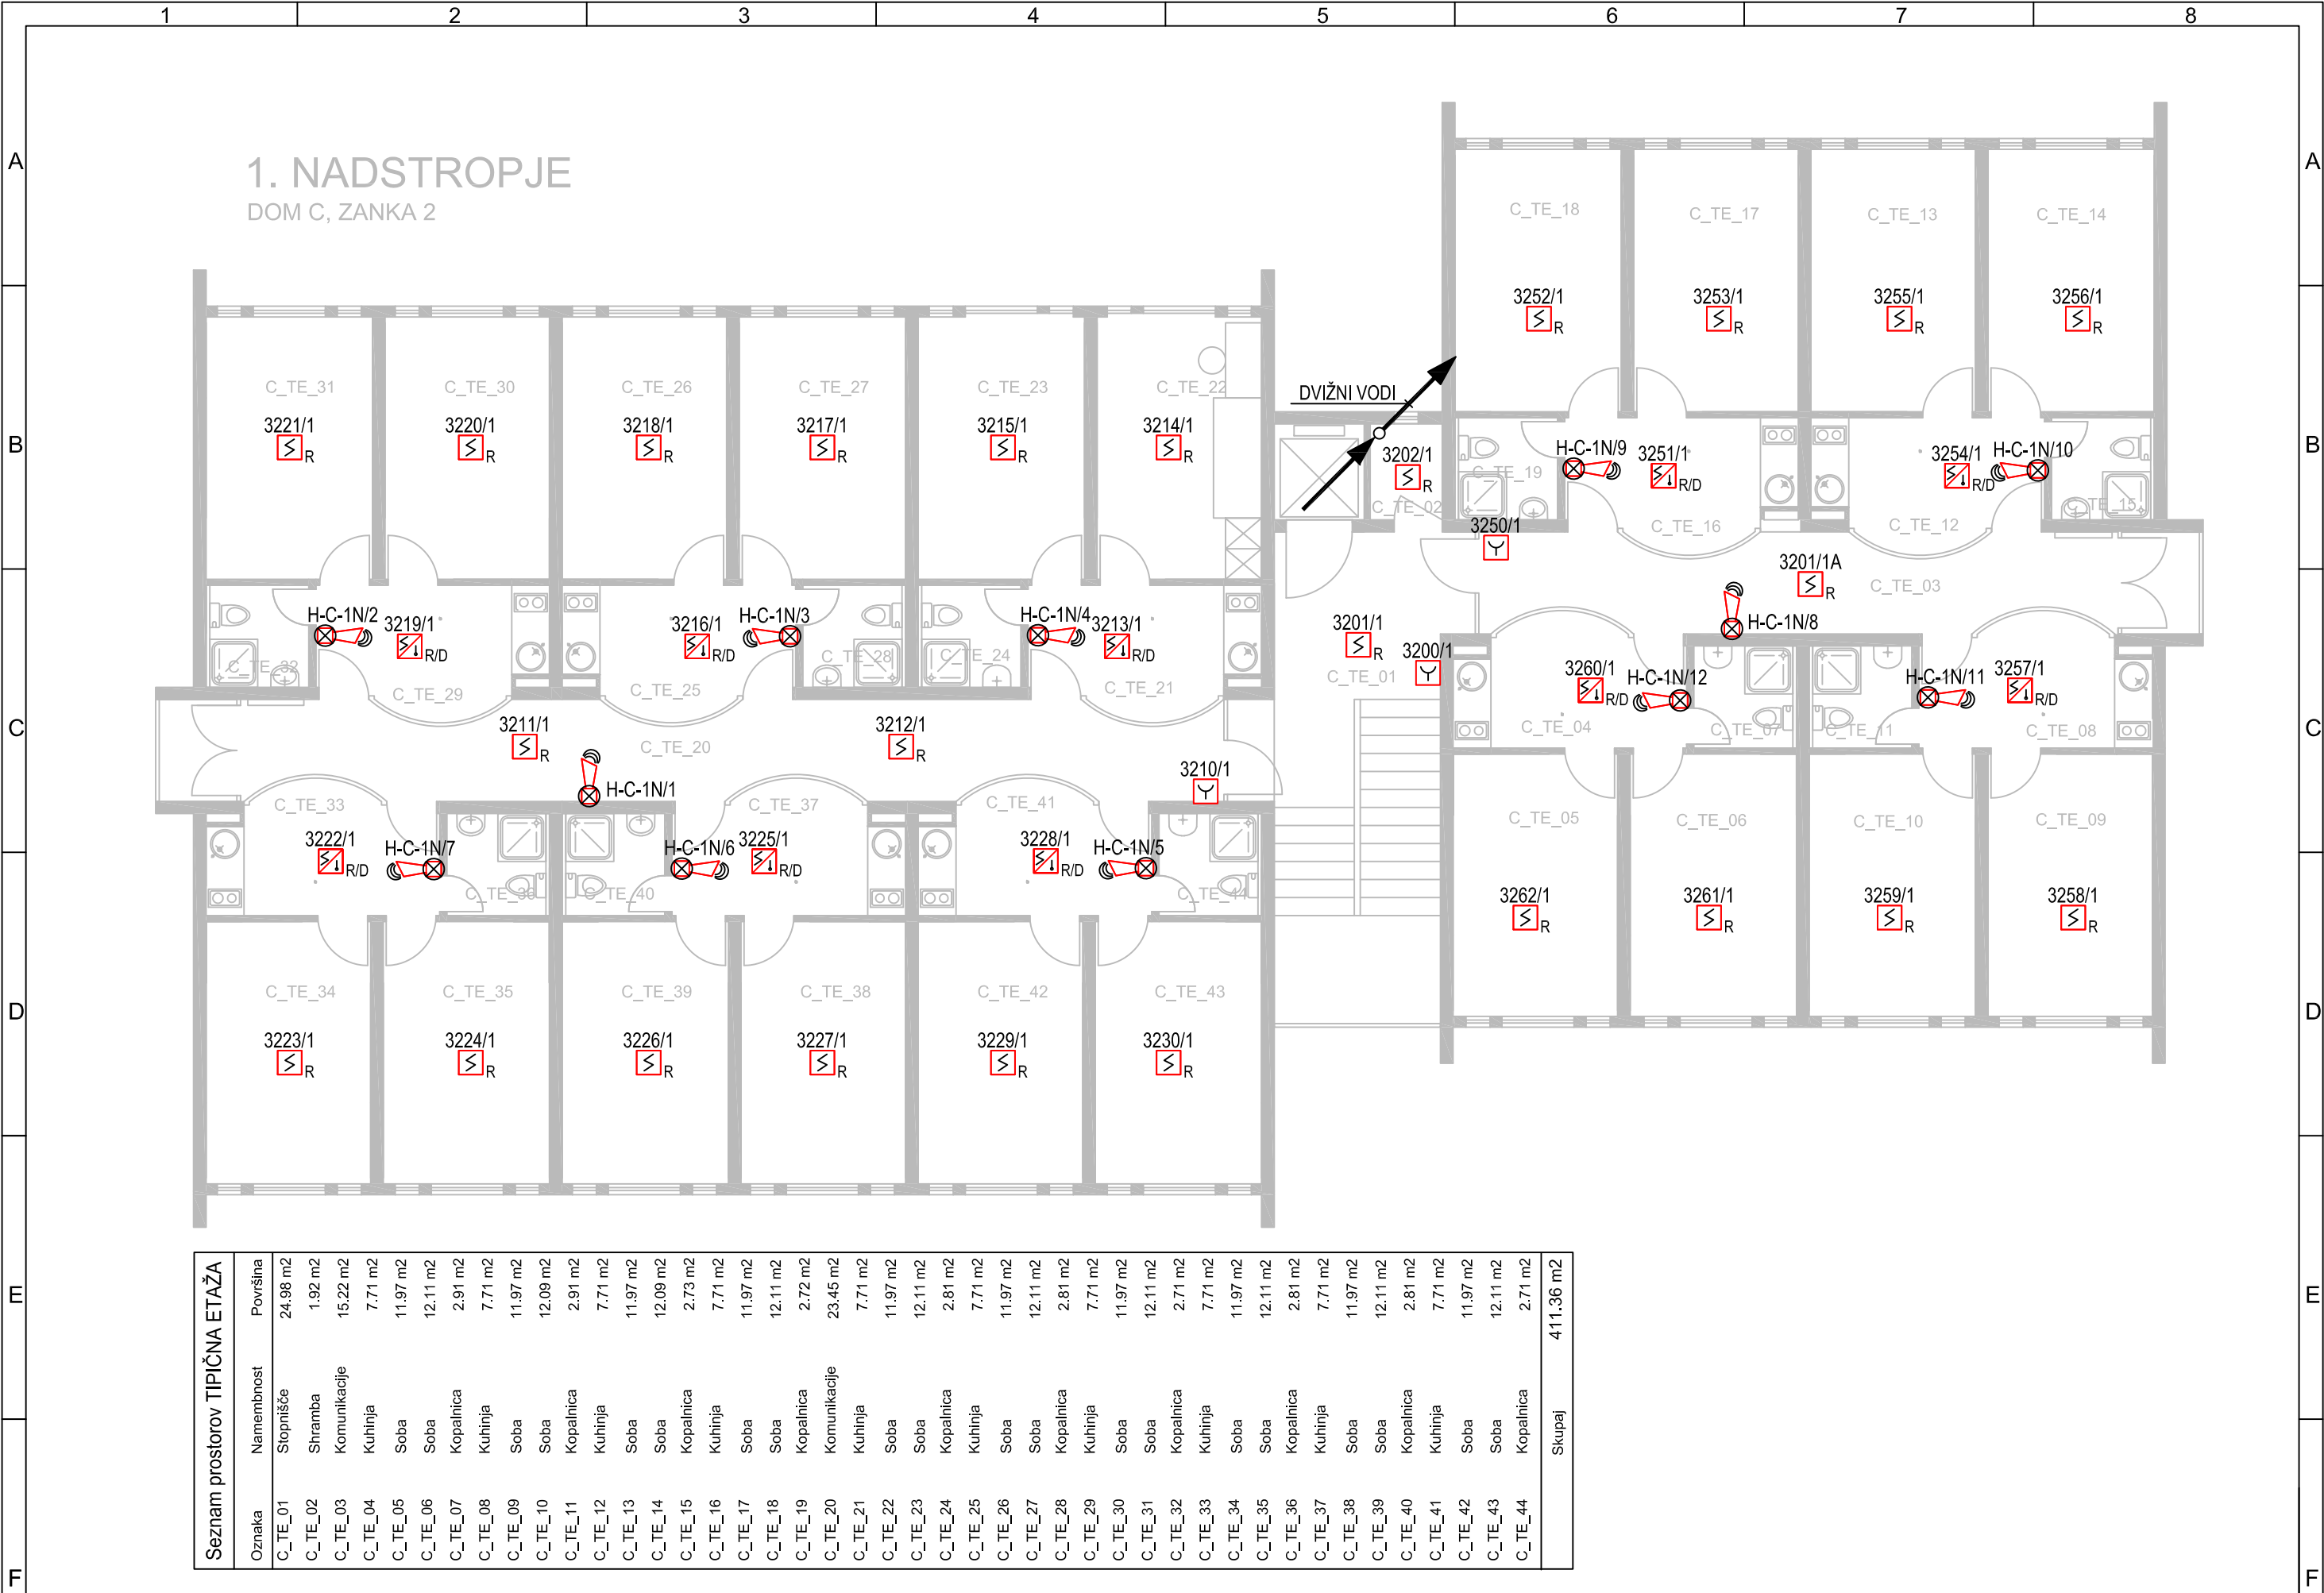 1 2 3 4 5 6 7 8
A A
1. NADSTROPJE
DOM C, ZANKA 2
C_TE_18 C_TE_17 C_TE_13 C_TE_14
3252/1 3253/1 3255/1 3256/1
R R R R
C_TE_31 C_TE_30 C_TE_26 C_TE_27 C_TE_23 C_TE_22
DVIŽNI VODI
3221/1 3220/1 3218/1 3217/1 3215/1 3214/1
R R R R R R
B B
3202/1
R
C_TE_02
C_TE_19
H-C-1N/9 3251/1
R/D
3254/1 H-C-1N/10
R/D
C_TE_15
3250/1
C_TE_16 C_TE_12
3201/1A
R
C_TE_03
H-C-1N/8
H-C-1N/2 3219/1
R/D
3216/1 H-C-1N/3
R/D
H-C-1N/4 3213/1
R/D
3201/1
R
3200/1
C_TE_01
C_TE_32 C_TE_28 C_TE_24
C_TE_29 C_TE_25 C_TE_21
3260/1 H-C-1N/12
R/D
H-C-1N/11 3257/1
R/D
C_TE_04 C_TE_07 C_TE_11 C_TE_08
C C
3211/1
R
C_TE_20
3212/1
R
3210/1
H-C-1N/1
C_TE_33 C_TE_37 C_TE_41
C_TE_05 C_TE_06 C_TE_10 C_TE_09
3222/1 H-C-1N/7
R/D
H-C-1N/6 3225/1
R/D
3228/1 H-C-1N/5
R/D
C_TE_36 C_TE_40 C_TE_44
3262/1 3261/1 3259/1 3258/1
R R R R
C_TE_34 C_TE_35 C_TE_39 C_TE_38 C_TE_42 C_TE_43
D D
3223/1 3224/1 3226/1 3227/1 3229/1 3230/1
R R R R R R
E E
F F
Seznam prostorov TIPIČNA ETAŽA
Oznaka Namembnost Površina
C_TE_01 Stopnišče 24.98 m2
C_TE_02 Shramba 1.92 m2
C_TE_03 Komunikacije 15.22 m2
C_TE_04 Kuhinja 7.71 m2
C_TE_05 Soba 11.97 m2
C_TE_06 Soba 12.11 m2
C_TE_07 Kopalnica 2.91 m2
C_TE_08 Kuhinja 7.71 m2
C_TE_09 Soba 11.97 m2
C_TE_10 Soba 12.09 m2
C_TE_11 Kopalnica 2.91 m2
C_TE_12 Kuhinja 7.71 m2
C_TE_13 Soba 11.97 m2
C_TE_14 Soba 12.09 m2
C_TE_15 Kopalnica 2.73 m2
C_TE_16 Kuhinja 7.71 m2
C_TE_17 Soba 11.97 m2
C_TE_18 Soba 12.11 m2
C_TE_19 Kopalnica 2.72 m2
C_TE_20 Komunikacije 23.45 m2
C_TE_21 Kuhinja 7.71 m2
C_TE_22 Soba 11.97 m2
C_TE_23 Soba 12.11 m2
C_TE_24 Kopalnica 2.81 m2
C_TE_25 Kuhinja 7.71 m2
C_TE_26 Soba 11.97 m2
C_TE_27 Soba 12.11 m2
C_TE_28 Kopalnica 2.81 m2
C_TE_29 Kuhinja 7.71 m2
C_TE_30 Soba 11.97 m2
C_TE_31 Soba 12.11 m2
C_TE_32 Kopalnica 2.71 m2
C_TE_33 Kuhinja 7.71 m2
C_TE_34 Soba 11.97 m2
C_TE_35 Soba 12.11 m2
C_TE_36 Kopalnica 2.81 m2
C_TE_37 Kuhinja 7.71 m2
C_TE_38 Soba 11.97 m2
C_TE_39 Soba 12.11 m2
C_TE_40 Kopalnica 2.81 m2
C_TE_41 Kuhinja 7.71 m2
C_TE_42 Soba 11.97 m2
C_TE_43 Soba 12.11 m2
C_TE_44 Kopalnica 2.71 m2
Skupaj 411.36 m2